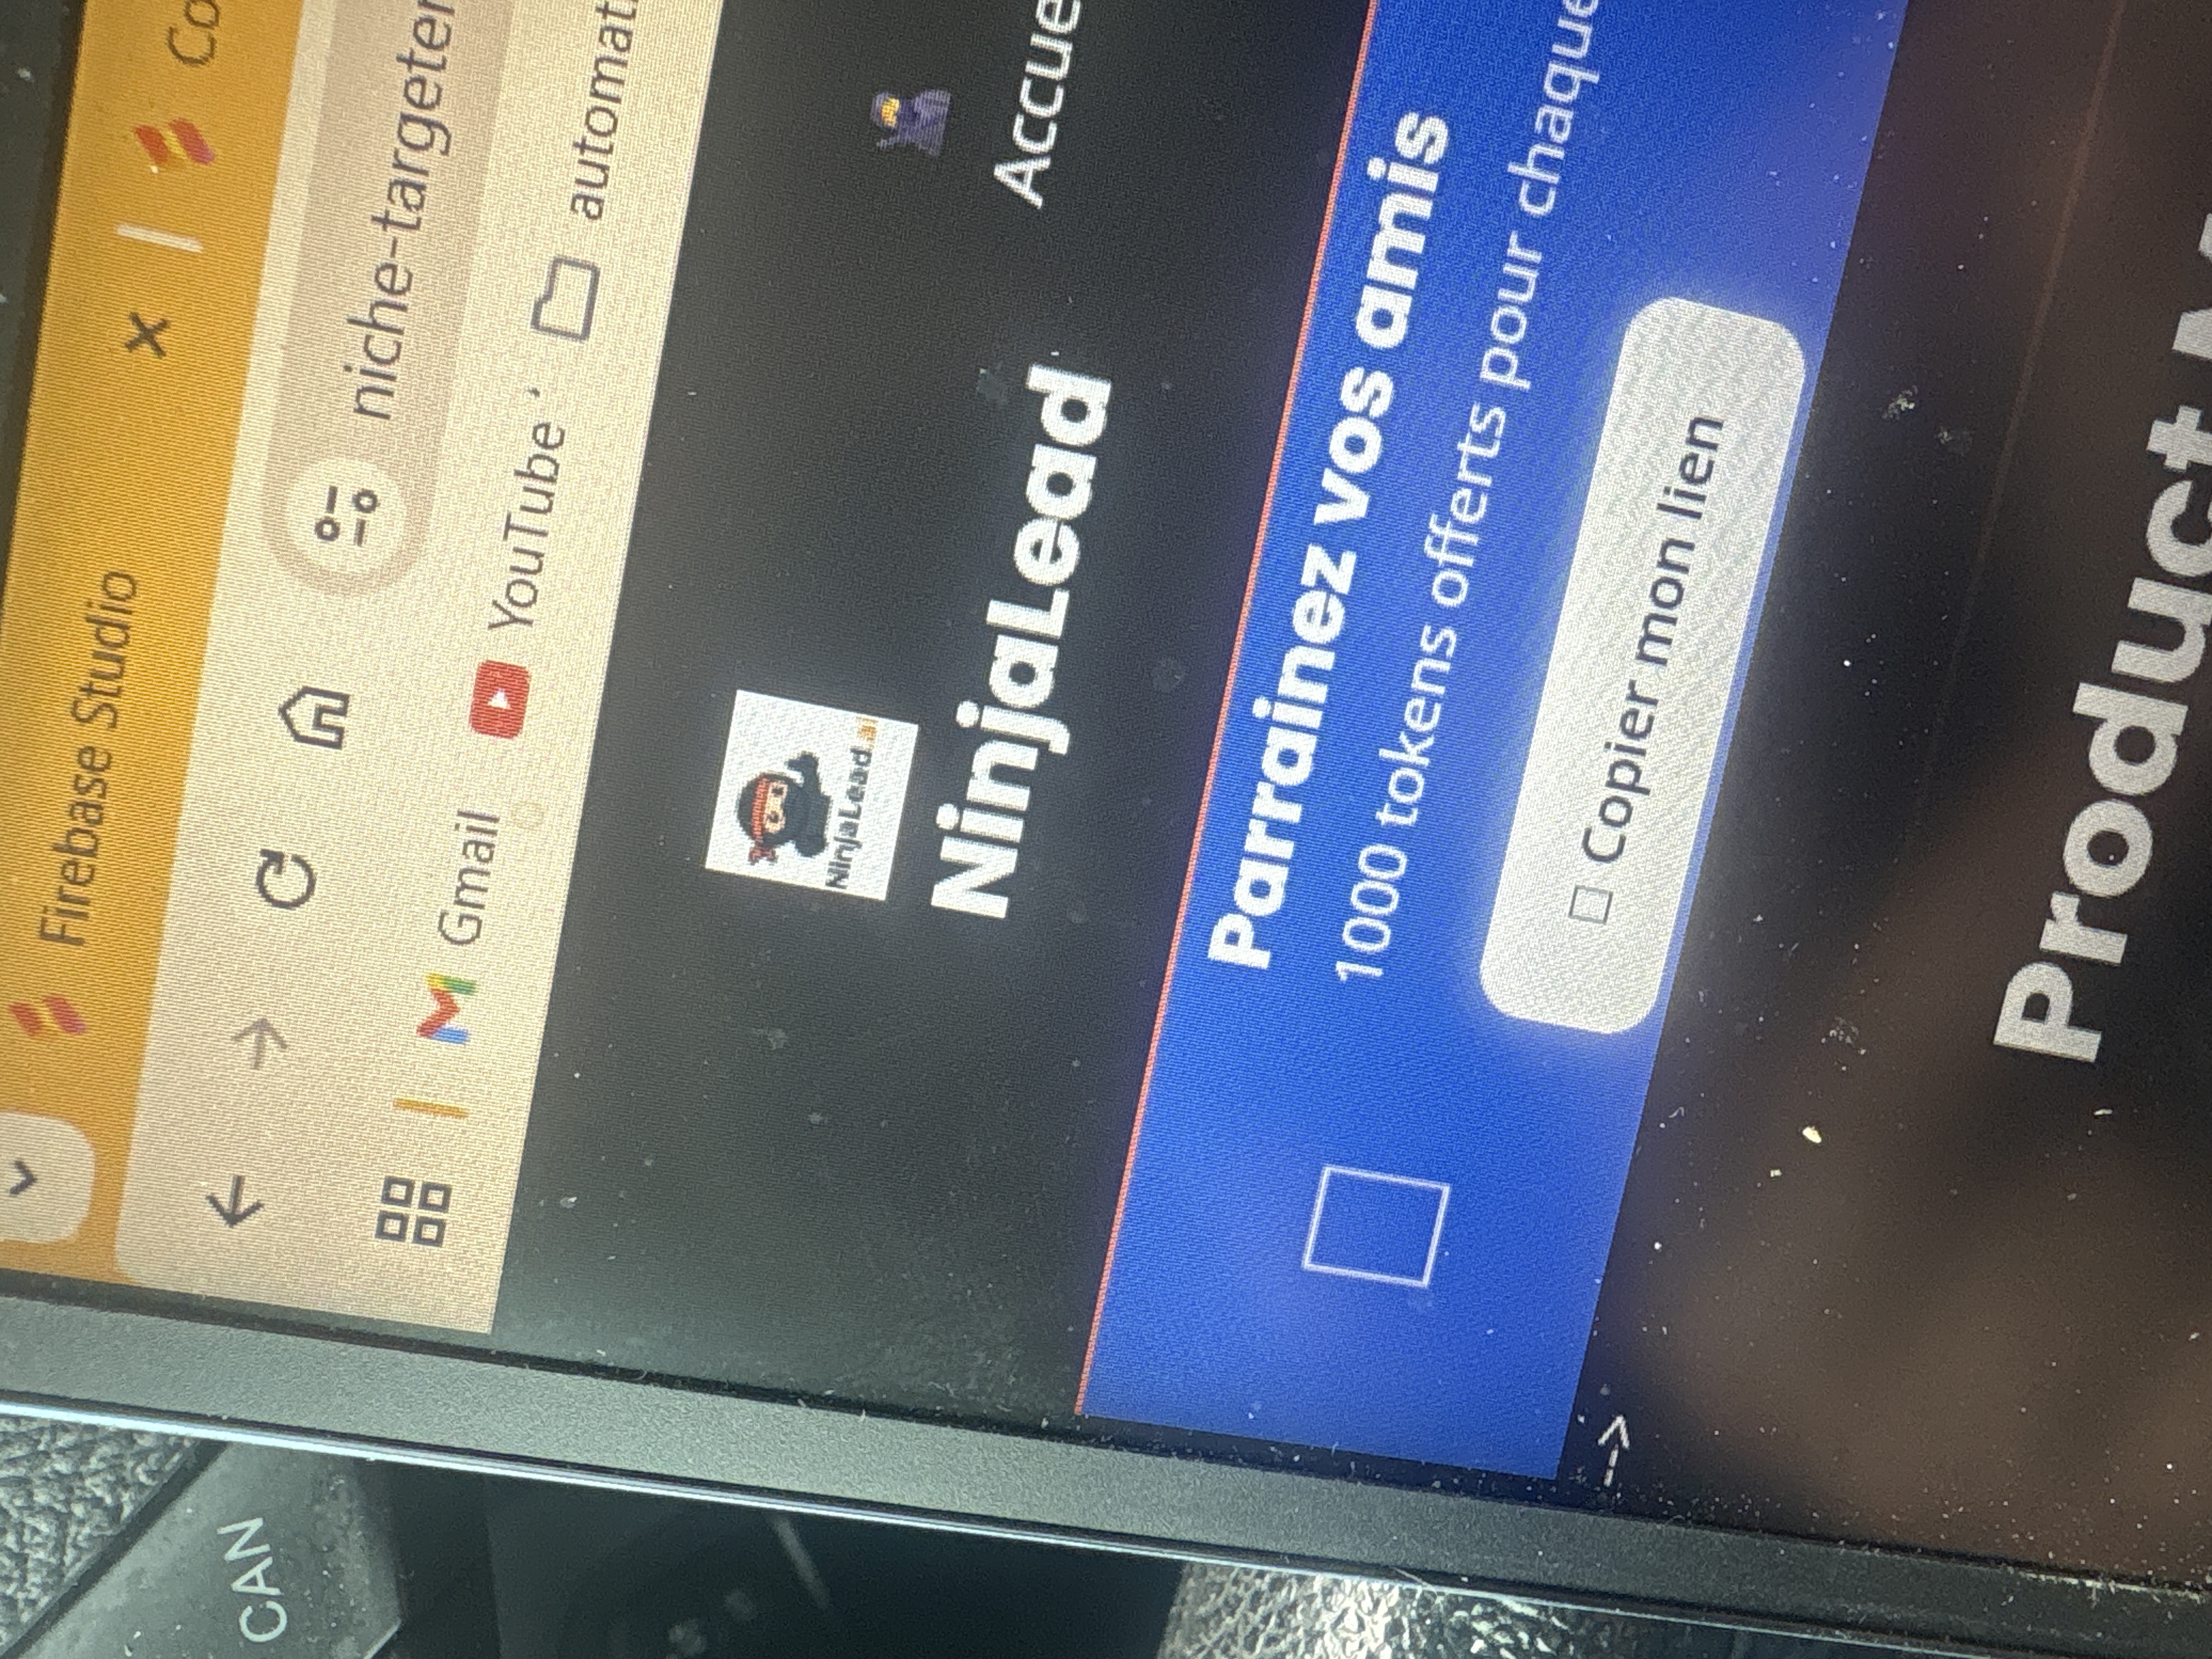 CAN
Firebase Studio
Co
niche-targeter
Gmail
YouTube
automat
NinjaLead.ai
NinjaLead
Accue
Parrainez vos amis
1000 tokens offerts pour chaque
Copier mon lien
-->
Product M